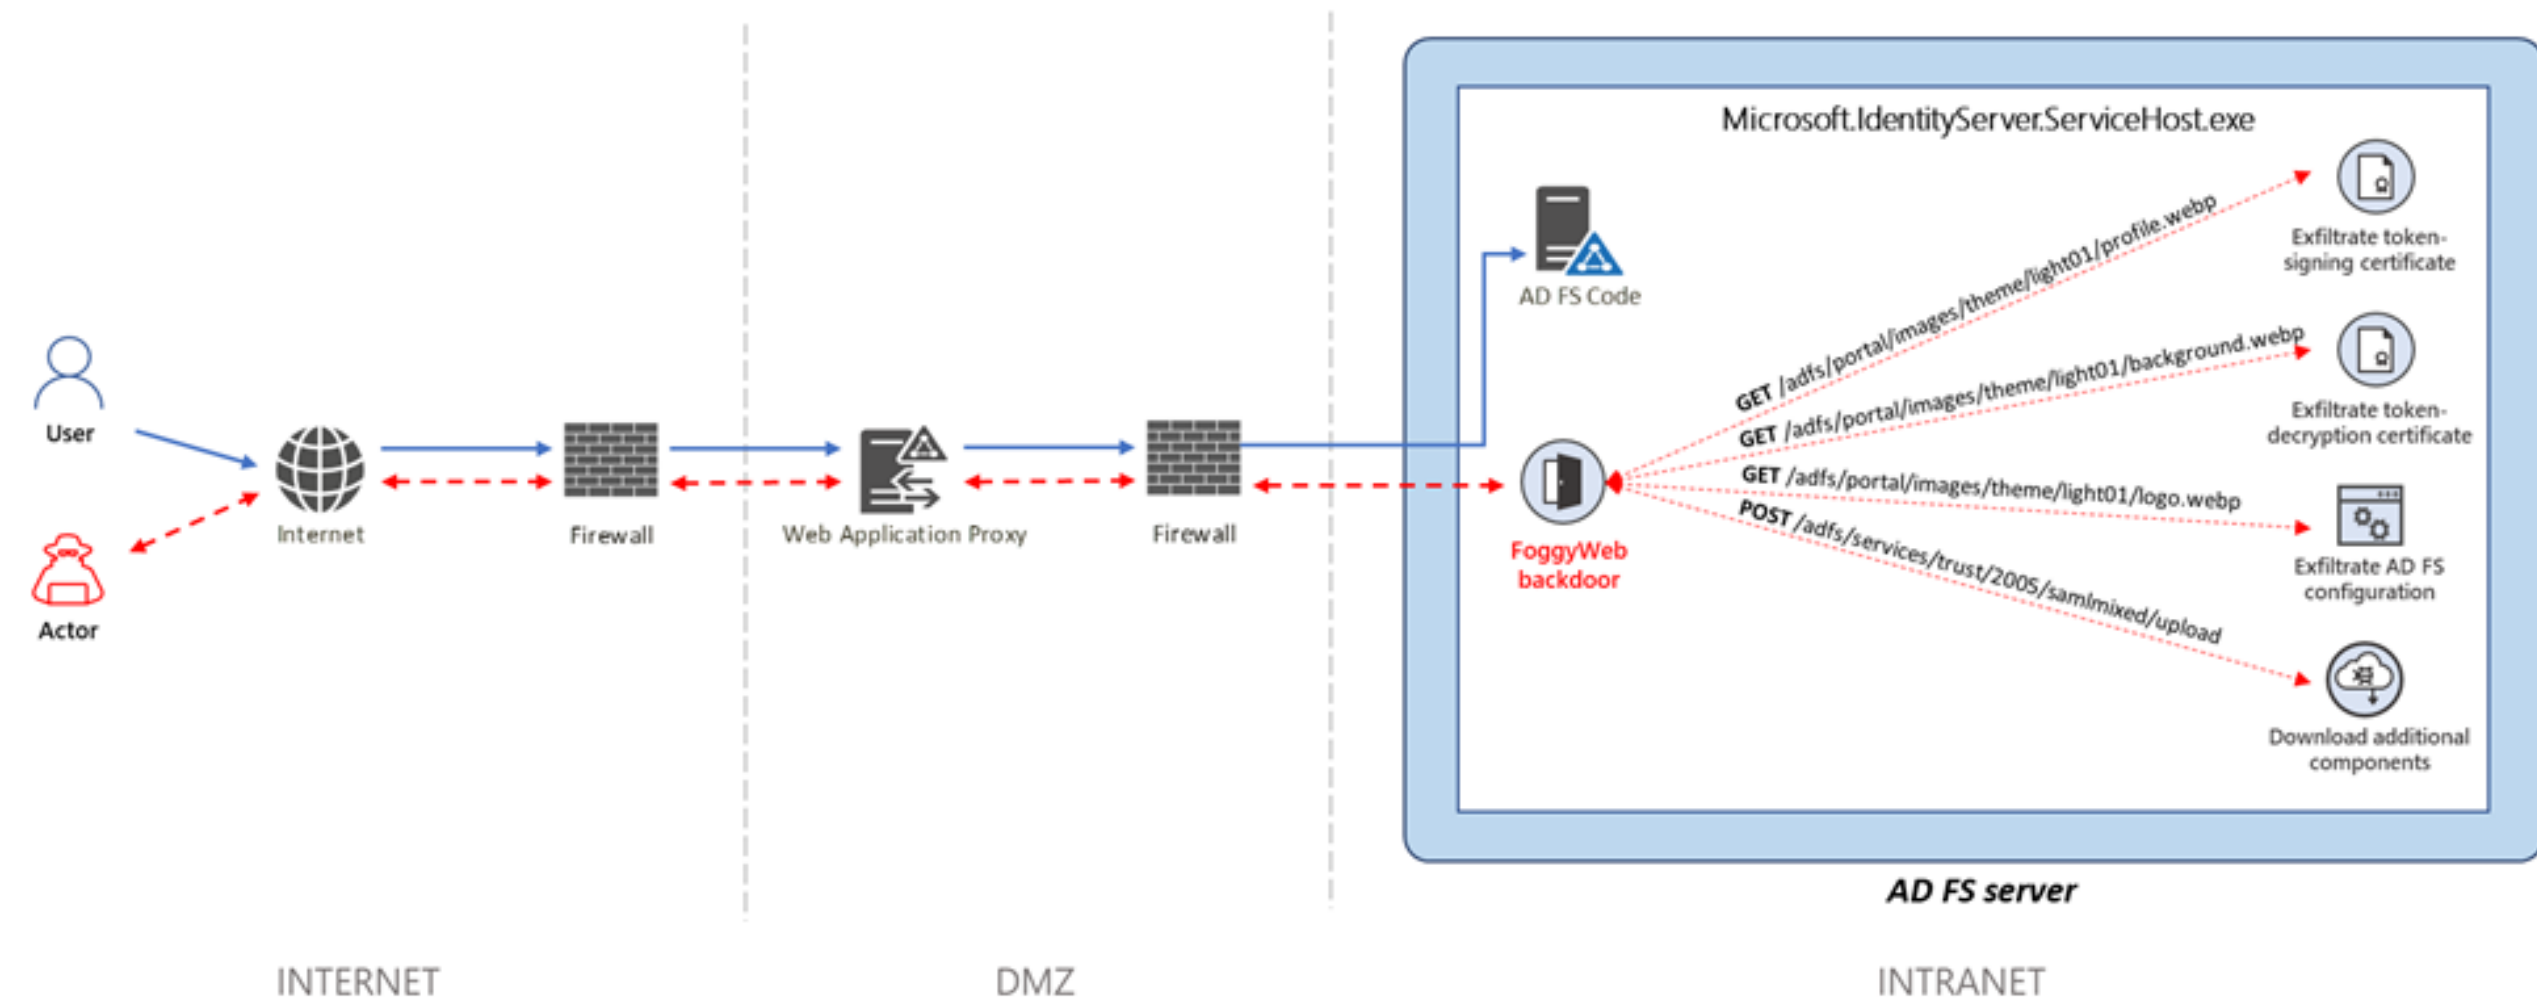 Microsoft.IdentityServer.ServiceHost.exe
User
Actor
Internet
Firewall
Web Application Proxy
Firewall
AD FS Code
FoggyWeb
backdoor
GET /adfs/portal/images/theme/light01/profile.webp
GET /adfs/portal/images/theme/light01/background.webp
GET /adfs/portal/images/theme/light01/logo.webp
POST /adfs/services/trust/2005/samlmixed/upload
Exfiltrate token-
signing certificate
Exfiltrate token-
decryption certificate
Exfiltrate AD FS
configuration
Download additional
components
AD FS server
INTERNET
DMZ
INTRANET